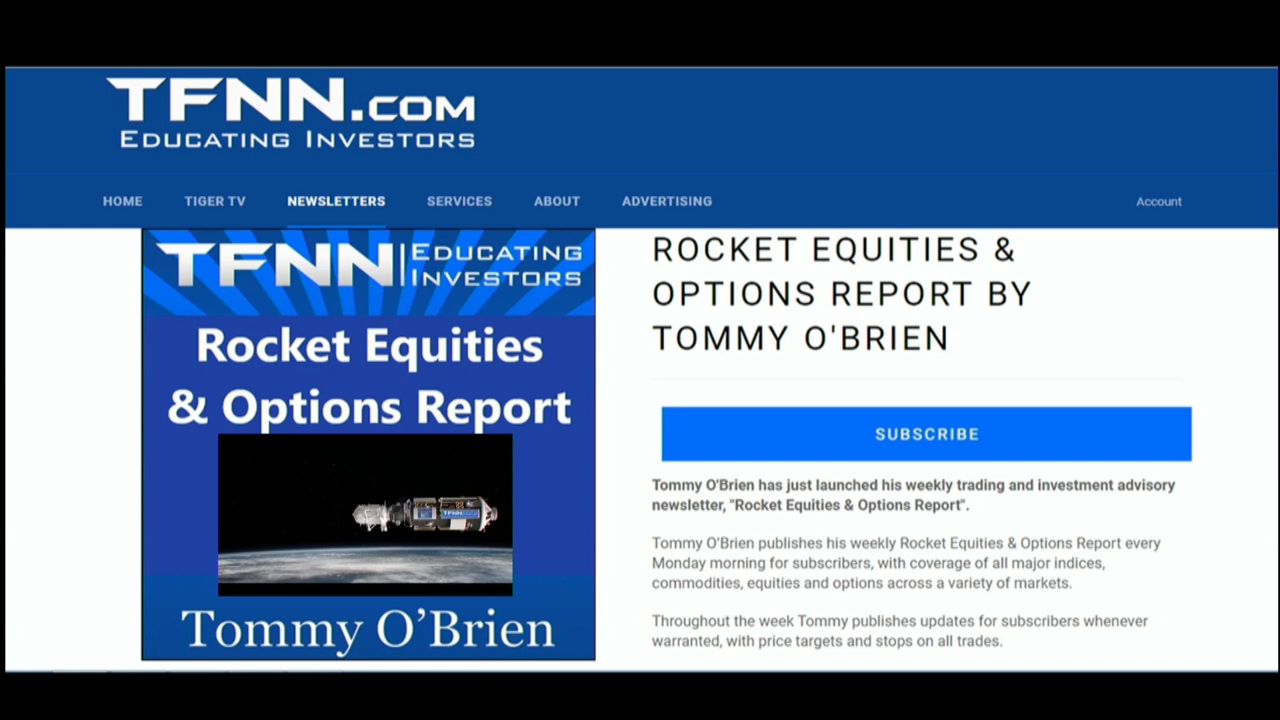 TFNN.COM
EDUCATING INVESTORS
HOME TIGER TV NEWSLETTERS SERVICES ABOUT ADVERTISING Account
TFNN EDUCATING
INVESTORS
Rocket Equities
& Options Report
TFNN
Tommy O'Brien
ROCKET EQUITIES &
OPTIONS REPORT BY
TOMMY O'BRIEN
SUBSCRIBE
Tommy O'Brien has just launched his weekly trading and investment advisory
newsletter, "Rocket Equities & Options Report".
Tommy O'Brien publishes his weekly Rocket Equities & Options Report every
Monday morning for subscribers, with coverage of all major indices,
commodities, equities and options across a variety of markets.
Throughout the week Tommy publishes updates for subscribers whenever
warranted, with price targets and stops on all trades.